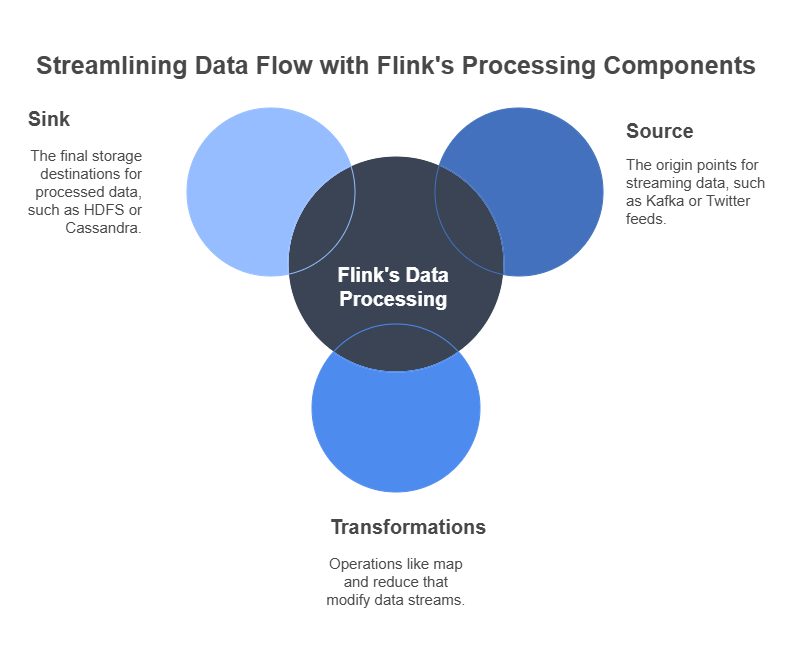 Streamlining Data Flow with Flink's Processing Components
Sink
The final storage
destinations for
processed data,
such as HDFS or
Cassandra.
Source
The origin points for
streaming data, such
as Kafka or Twitter
feeds.
Flink's Data
Processing
Transformations
Operations like map
and reduce that
modify data streams.